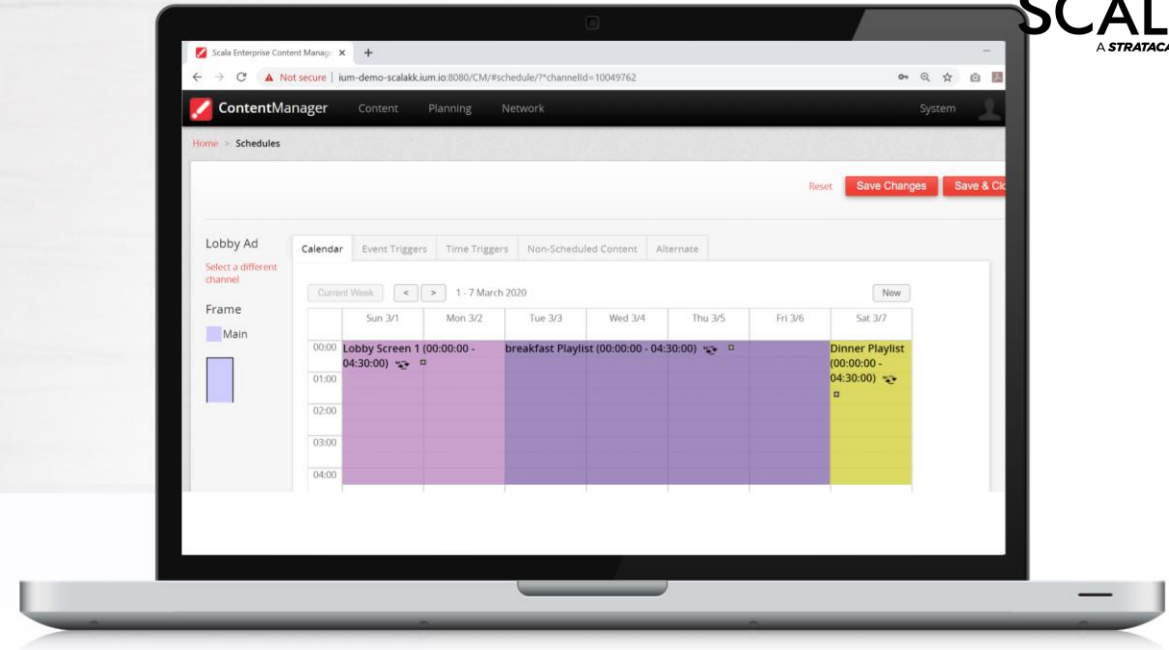 SCAL
A STRATACA
Scala Enterprise Content Manag
Not secure | ium-demo-scalakk.ium.io:8080/CM/#schedule/?*channelId=10049762
ContentManager Content Planning Network System
Home > Schedules
Reset Save Changes Save & Clo
Lobby Ad
Select a different
channel
Frame
Main
Calendar Event Triggers Time Triggers Non-Scheduled Content Alternate
Current Week < > 1 - 7 March 2020 New
Sun 3/1 Mon 3/2 Tue 3/3 Wed 3/4 Thu 3/5 Fri 3/6 Sat 3/7
00:00 Lobby Screen 1 (00:00:00 - breakfast Playlist (00:00:00 - 04:30:00) Dinner Playlist
04:30:00) (00:00:00 -
01:00 04:30:00)
02:00
03:00
04:00